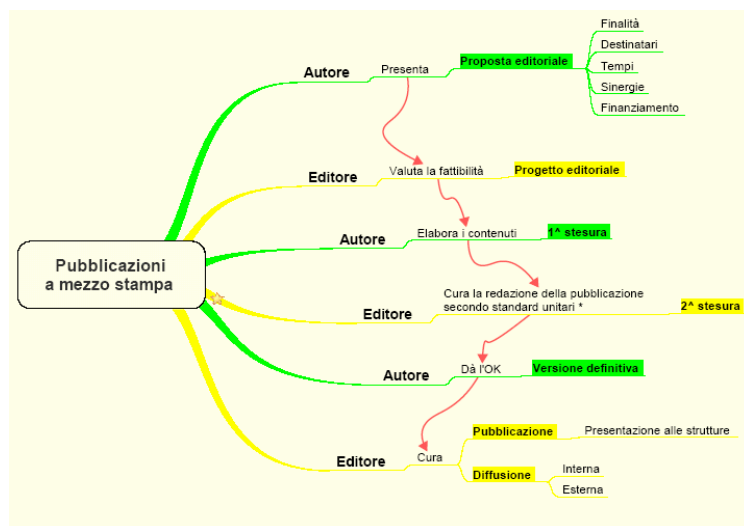 Finalità
Destinatari
Autore Presenta Proposta editoriale Tempi
Sinergie
Finanziamento
Editore Valuta la fattibilità Progetto editoriale
Autore Elabora i contenuti 1^ stesura
Pubblicazioni
a mezzo stampa
Editore Cura la redazione della pubblicazione
secondo standard unitari * 2^ stesura
Autore Dà l'OK Versione definitiva
Editore Cura
Pubblicazione Presentazione alle strutture
Diffusione Interna
Esterna